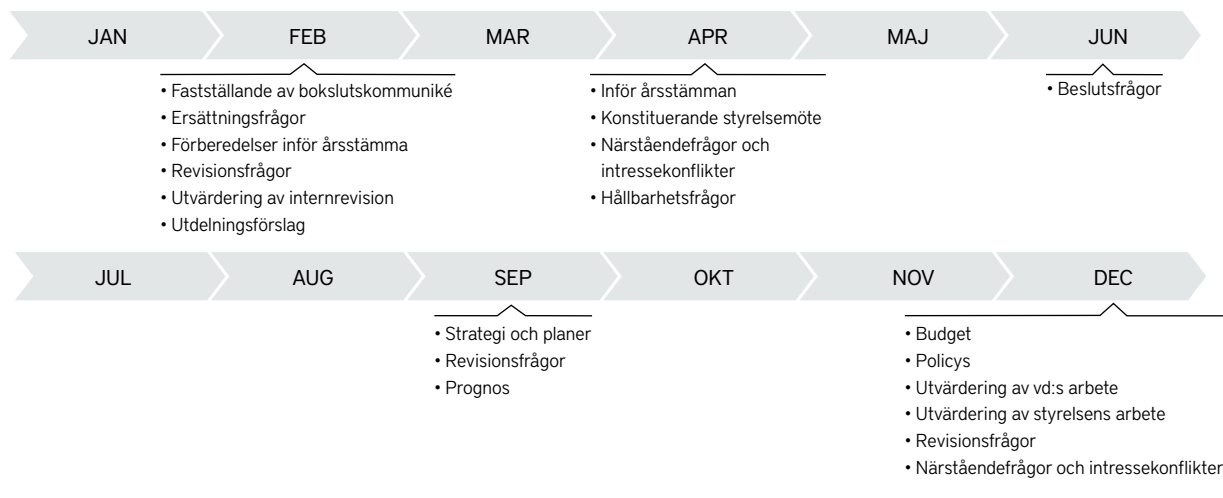 JAN FEB MAR APR MAJ JUN
• Fastställande av bokslutskommuniké
• Ersättningsfrågor
• Förberedelser inför årsstämma
• Revisionsfrågor
• Utvärdering av internrevision
• Utdelningsförslag
• Inför årsstämman
• Konstituerande styrelsemöte
• Närståendefrågor och
intressekonflikter
• Hållbarhetsfrågor
• Beslutsfrågor
JUL AUG SEP OKT NOV DEC
• Strategi och planer
• Revisionsfrågor
• Prognos
• Budget
• Policys
• Utvärdering av vd:s arbete
• Utvärdering av styrelsens arbete
• Revisionsfrågor
• Närståendefrågor och intressekonflikter